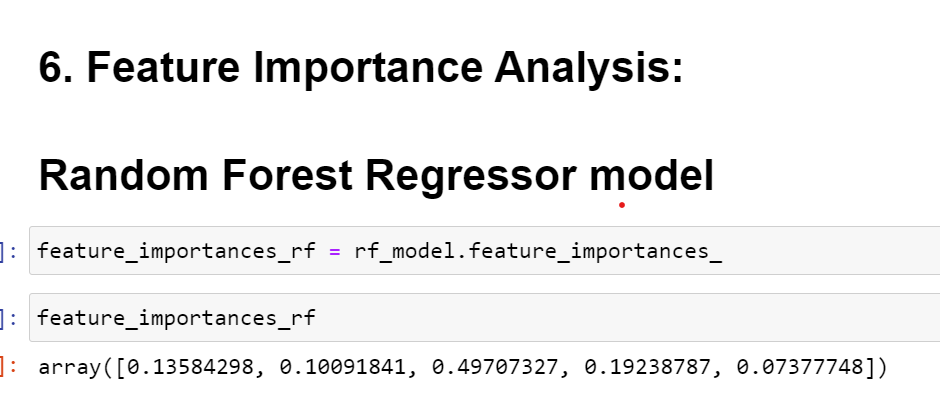 6. Feature Importance Analysis:
Random Forest Regressor model
]: feature_importances_rf = rf_model.feature_importances_
]: feature_importances_rf
]: array([0.13584298, 0.10091841, 0.49707327, 0.19238787, 0.07377748])